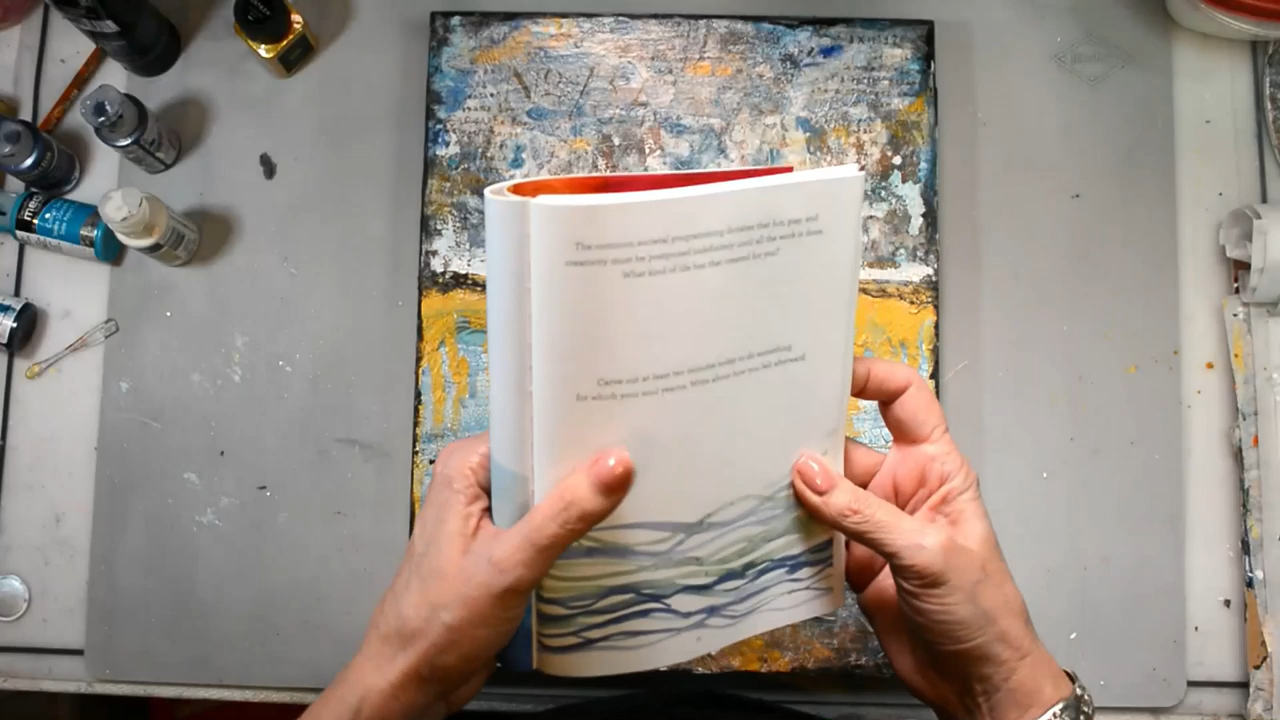 The common societal programming dictates that fun, play and
creativity must be postponed indefinitely until all the work is done.
What kind of life has that created for you?
Carve out at least two minutes today to do something
for which your soul yearns. Write about how you felt afterward